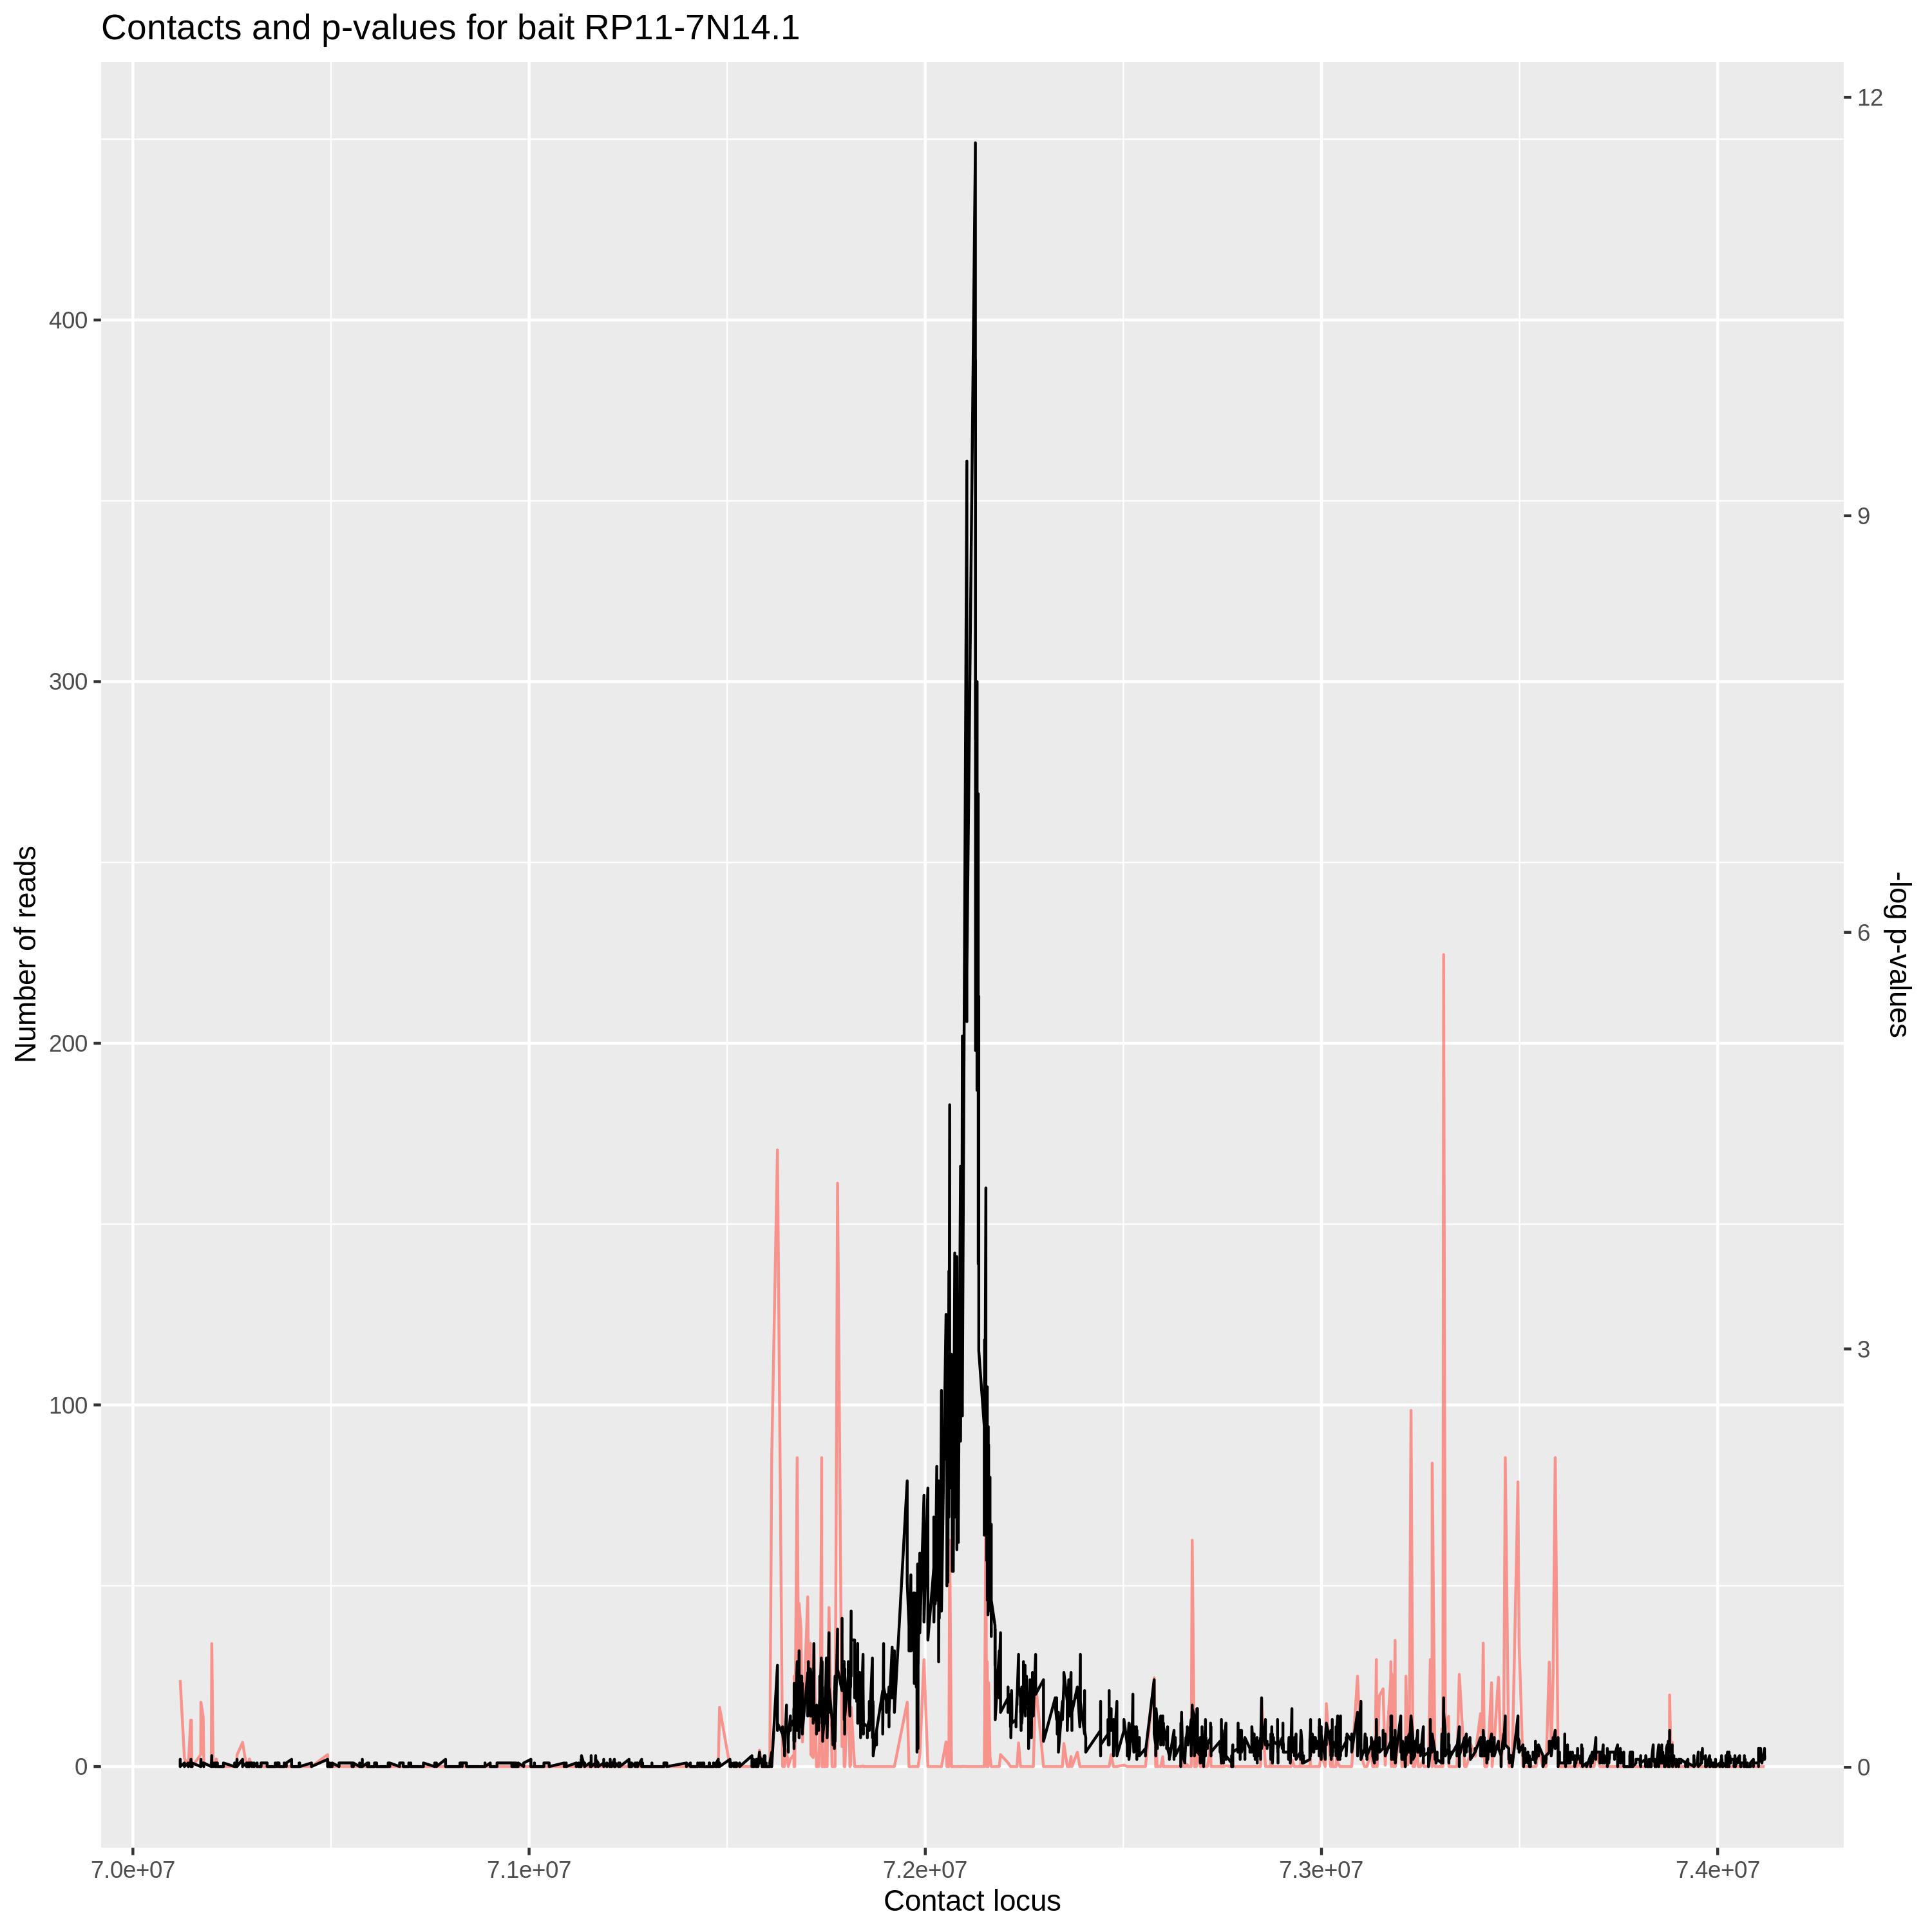 Contacts and p-values for bait RP11-7N14.1
12
400
9
300
Number of reads
-log p-values
6
200
3
100
0
0
7.0e+07 7.1e+07 7.2e+07 7.3e+07 7.4e+07
Contact locus